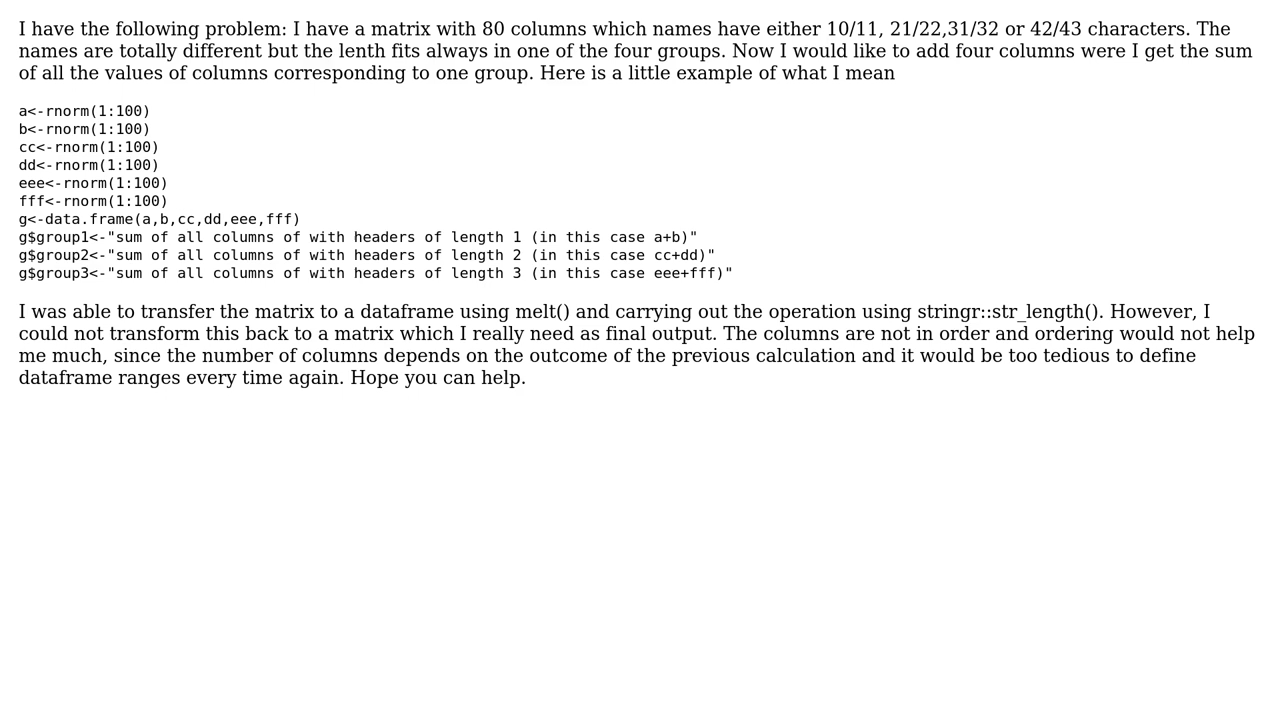 I have the following problem: I have a matrix with 80 columns which names have either 10/11, 21/22,31/32 or 42/43 characters. The
names are totally different but the lenth fits always in one of the four groups. Now I would like to add four columns were I get the sum
of all the values of columns corresponding to one group. Here is a little example of what I mean
a<-rnorm(1:100)
b<-rnorm(1:100)
cc<-rnorm(1:100)
dd<-rnorm(1:100)
eee<-rnorm(1:100)
fff<-rnorm(1:100)
g<-data.frame(a,b,cc,dd,eee,fff)
g$group1<-"sum of all columns of with headers of length 1 (in this case a+b)"
g$group2<-"sum of all columns of with headers of length 2 (in this case cc+dd)"
g$group3<-"sum of all columns of with headers of length 3 (in this case eee+fff)"
I was able to transfer the matrix to a dataframe using melt() and carrying out the operation using stringr::str_length(). However, I
could not transform this back to a matrix which I really need as final output. The columns are not in order and ordering would not help
me much, since the number of columns depends on the outcome of the previous calculation and it would be too tedious to define
dataframe ranges every time again. Hope you can help.